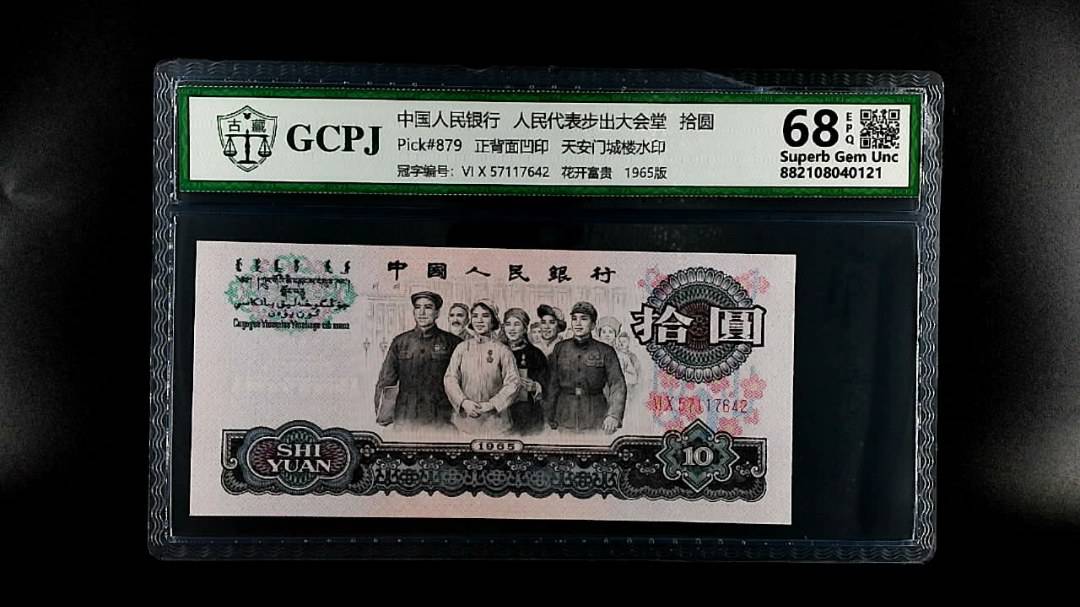 古藏
GCPJ
中国人民银行 人民代表步出大会堂 拾圆
Pick#879 正背面凹印 天安门城楼水印
冠字编号: VI X 57117642 花开富贵 1965版
68 EPQ
Superb Gem Unc
882108040121
中國人民銀行
拾圓
VI X 57117642
1965
SHI
YUAN
10